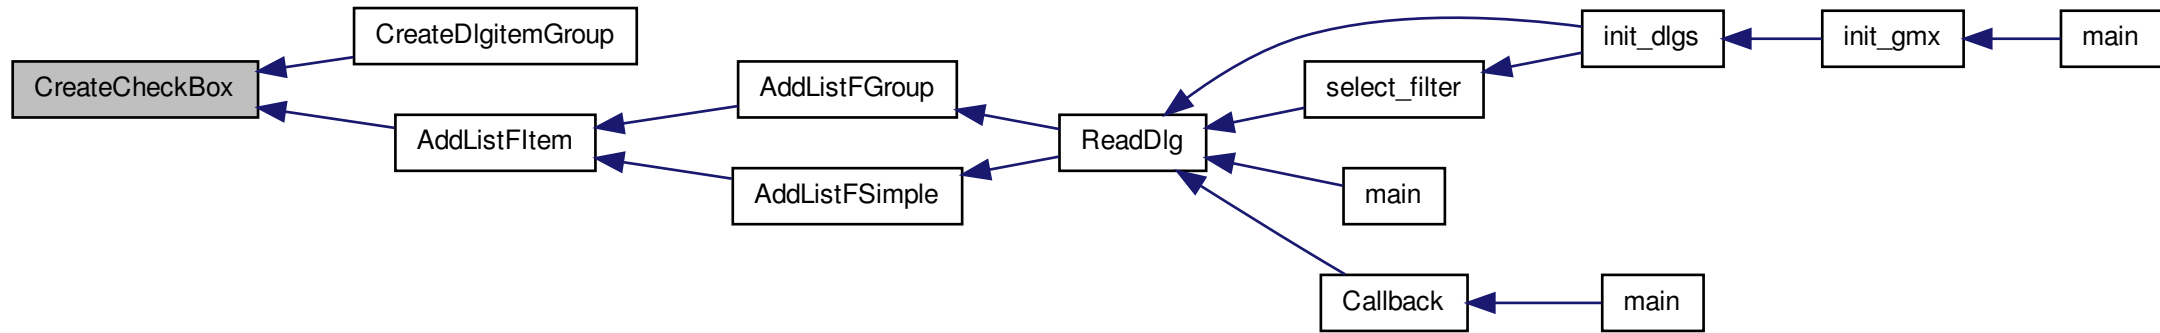 CreateCheckBox
CreateDlgitemGroup
AddListFItem
AddListFGroup
AddListFSimple
ReadDlg
init_dlgs
select_filter
main
Callback
main
init_gmx
main